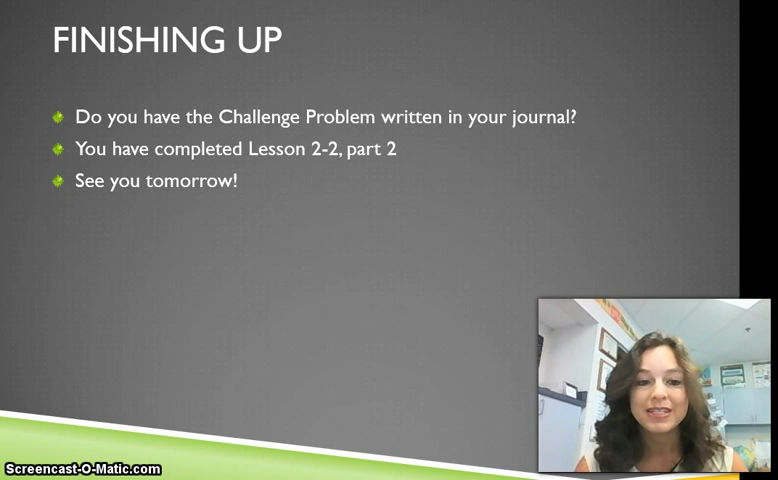 FINISHING UP
Do you have the Challenge Problem written in your journal?
You have completed Lesson 2-2, part 2
See you tomorrow!
Screencast-O-Matic.com